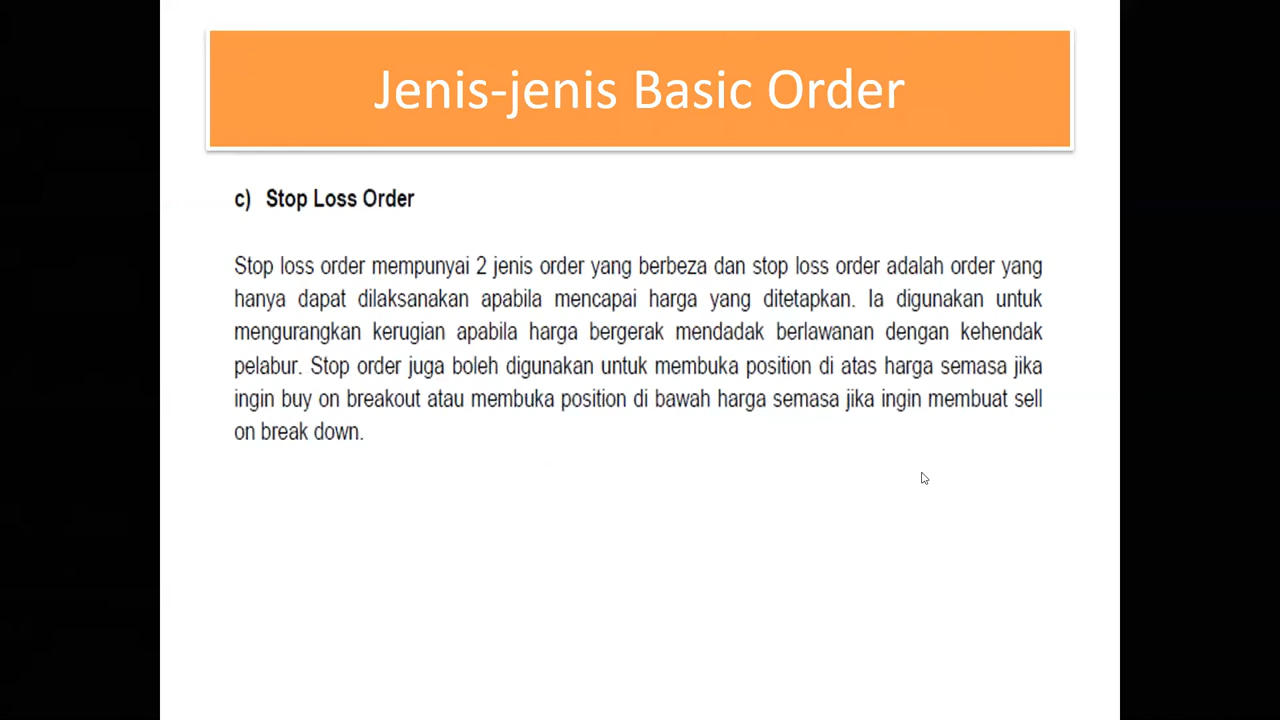 Jenis-jenis Basic Order
c) Stop Loss Order
Stop loss order mempunyai 2 jenis order yang berbeza dan stop loss order adalah order yang
hanya dapat dilaksanakan apabila mencapai harga yang ditetapkan. Ia digunakan untuk
mengurangkan kerugian apabila harga bergerak mendadak berlawanan dengan kehendak
pelabur. Stop order juga boleh digunakan untuk membuka position di atas harga semasa jika
ingin buy on breakout atau membuka position di bawah harga semasa jika ingin membuat sell
on break down.